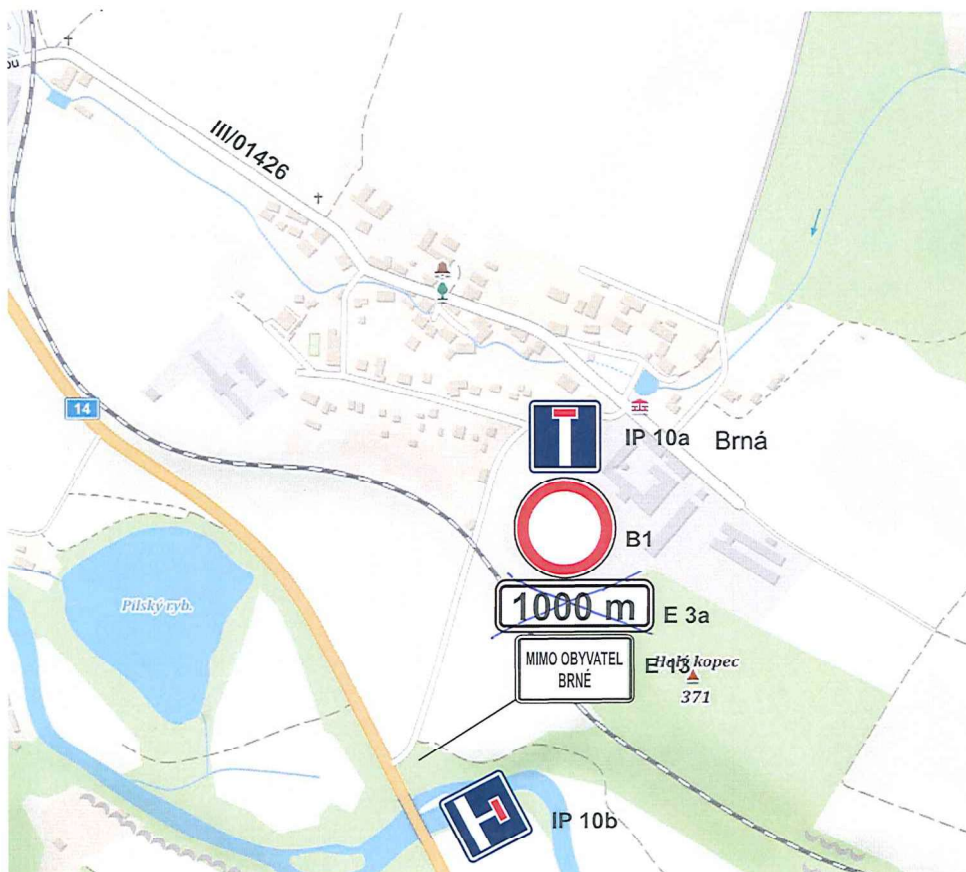 III/01426
14
IP 10a
Brná
B1
1000 m
E 3a
MIMO OBYVATEL
BRNÉ
E 13
Holý kopec
371
Pilský ryb.
IP 10b